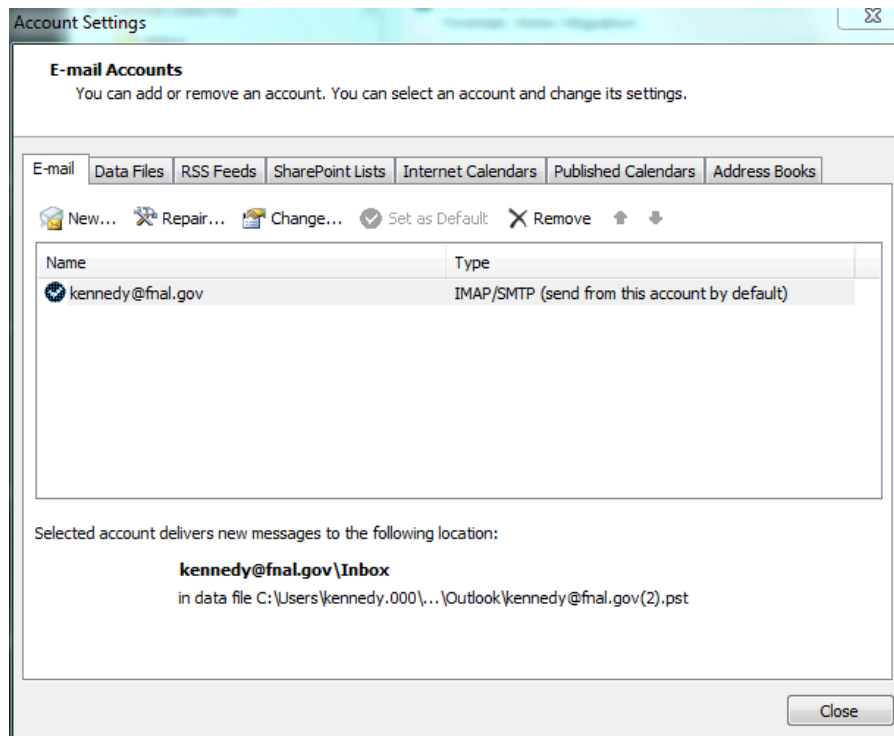 Account Settings
E-mail Accounts
You can add or remove an account. You can select an account and change its settings.
E-mail Data Files RSS Feeds SharePoint Lists Internet Calendars Published Calendars Address Books
New... Repair... Change... Set as Default Remove
Name Type
kennedy@fnal.gov IMAP/SMTP (send from this account by default)
Selected account delivers new messages to the following location:
kennedy@fnal.gov\Inbox
in data file C:\Users\kennedy.000\...\Outlook\kennedy@fnal.gov(2).pst
Close